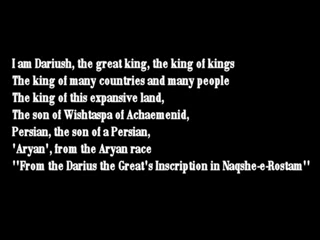 I am Dariush, the great king, the king of kings
The king of many countries and many people
The king of this expansive land,
The son of Wishtaspa of Achaemenid,
Persian, the son of a Persian,
'Aryan', from the Aryan race
"From the Darius the Great's Inscription in Naqshe-e-Rostam"